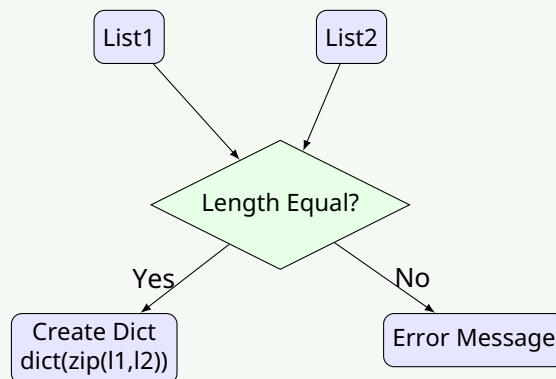 List1
List2
Length Equal?
Yes
No
Create Dict
dict(zip(l1,l2))
Error Message